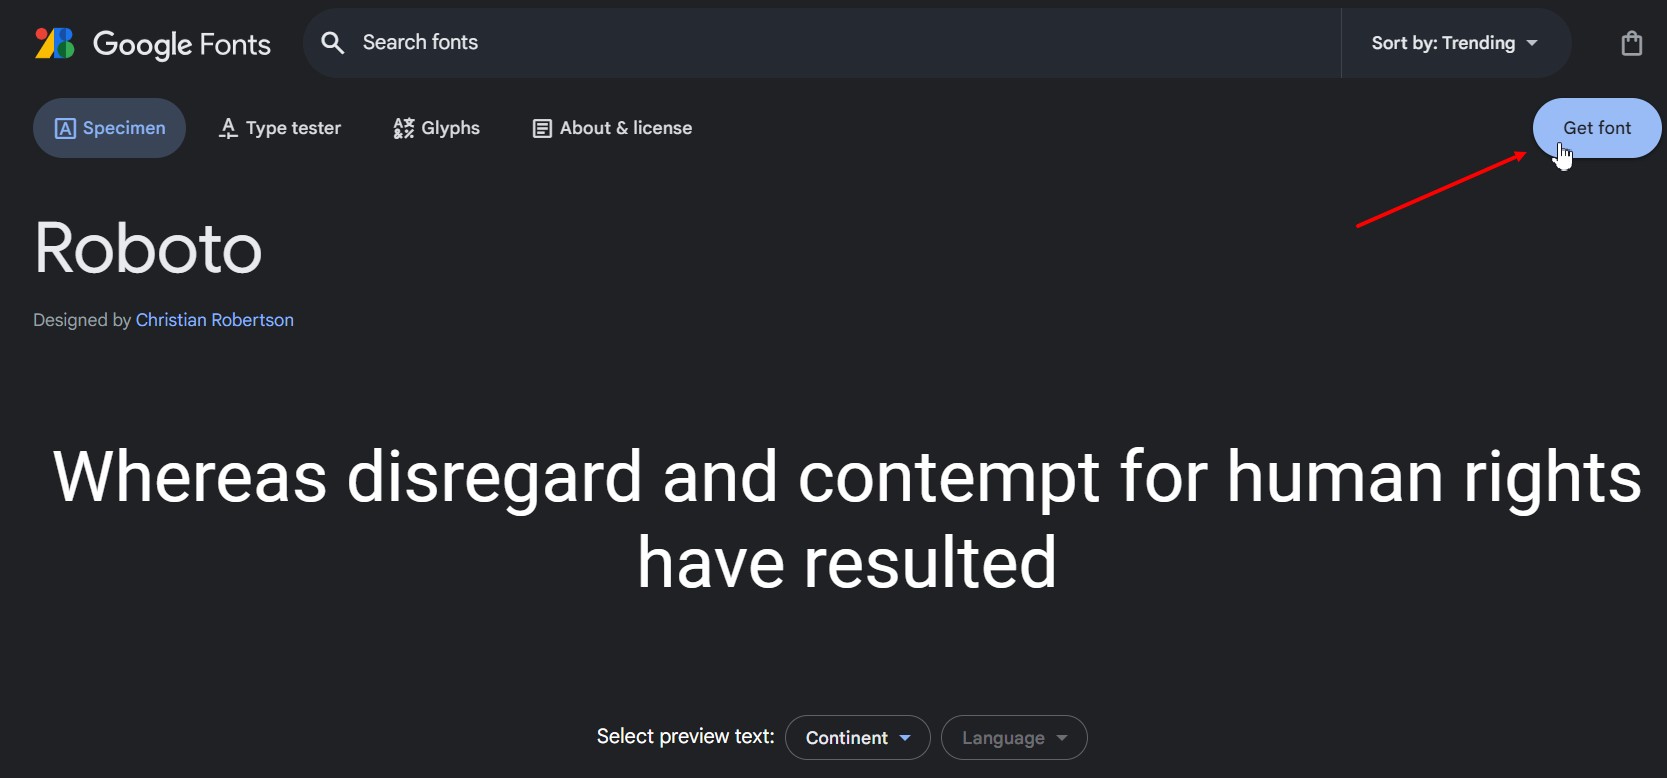 Google Fonts
Search fonts
Sort by: Trending
Specimen
Type tester
Glyphs
About & license
Get font
Roboto
Designed by Christian Robertson
Whereas disregard and contempt for human rights
have resulted
Select preview text:
Continent
Language